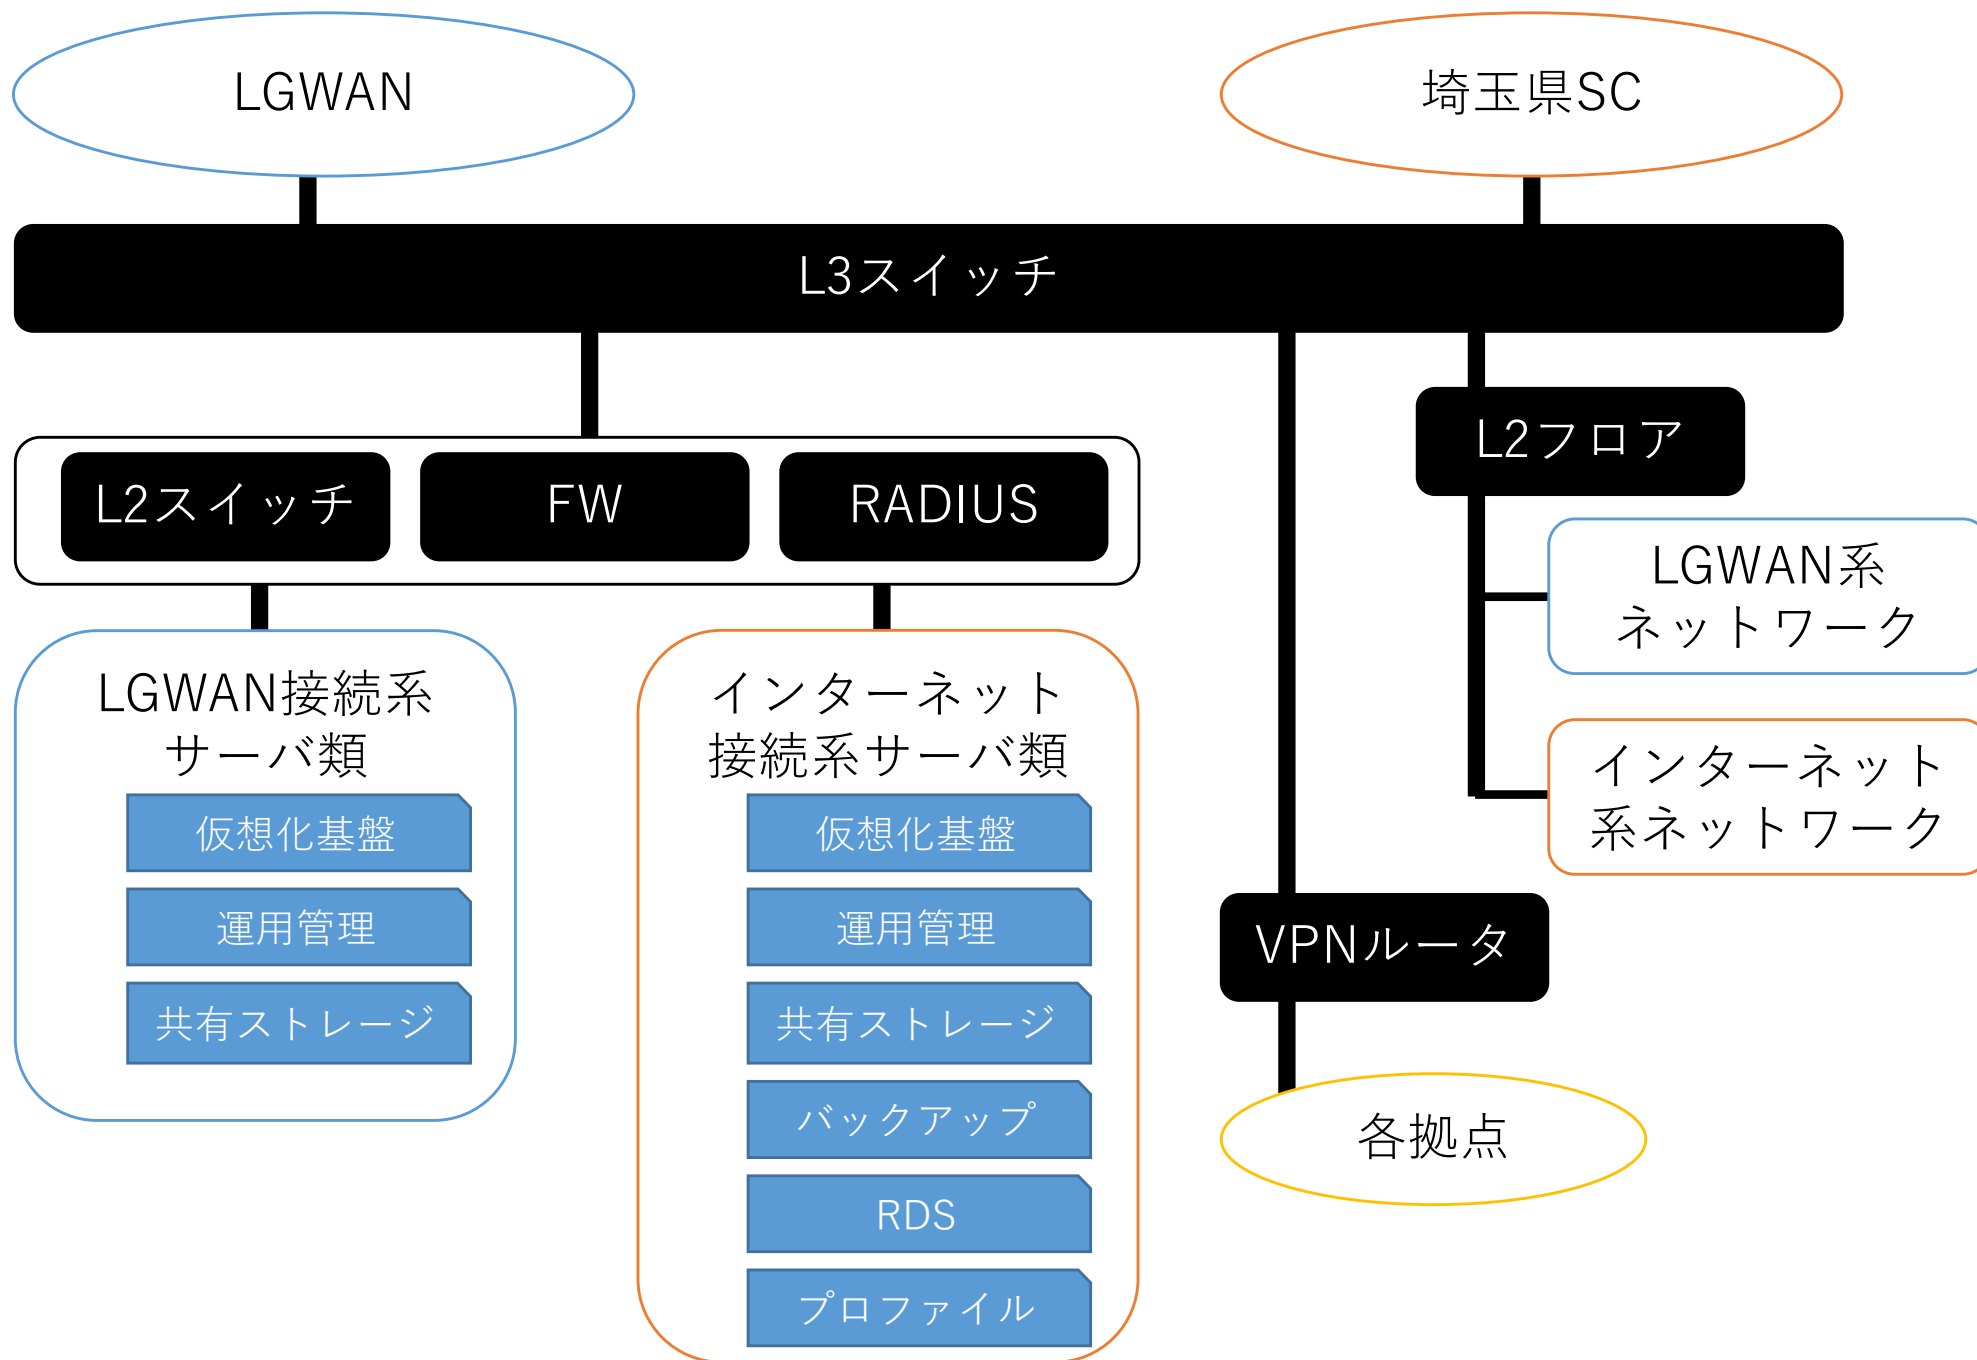 LGWAN
埼玉県SC
L3スイッチ
L2フロア
L2スイッチ
FW
RADIUS
LGWAN系
ネットワーク
LGWAN接続系
サーバ類
インターネット
接続系サーバ類
インターネット
系ネットワーク
仮想化基盤
仮想化基盤
運用管理
運用管理
VPNルータ
共有ストレージ
共有ストレージ
バックアップ
各拠点
RDS
プロファイル